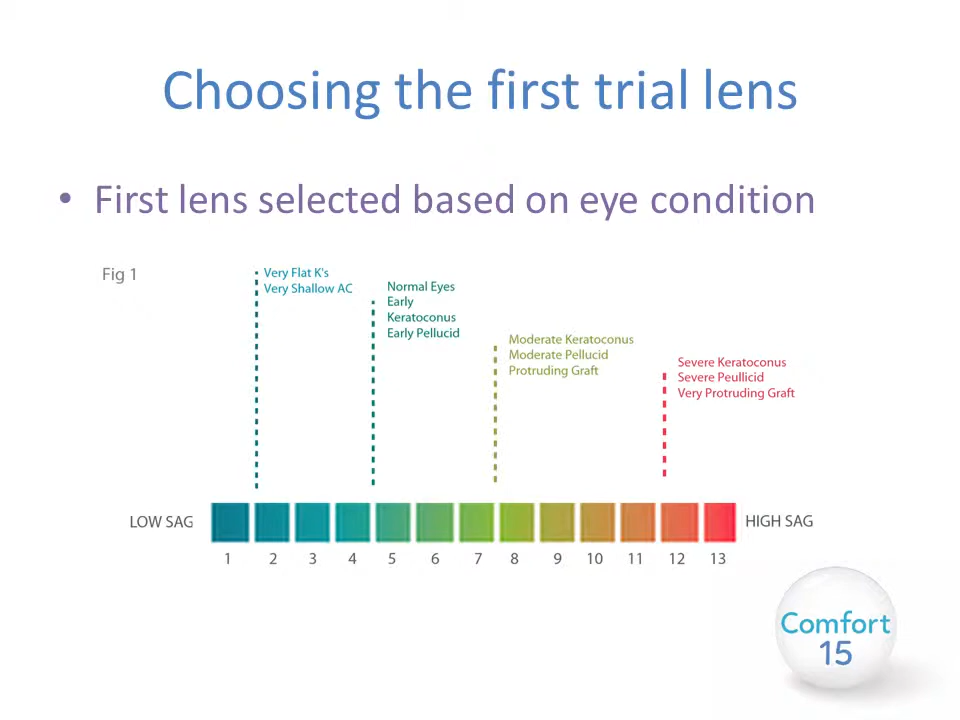 Choosing the first trial lens
• First lens selected based on eye condition
Fig 1
Very Flat K's
Very Shallow AC
Normal Eyes
Early
Keratoconus
Early Pellucid
Moderate Keratoconus
Moderate Pellucid
Protruding Graft
Severe Keratoconus
Severe Peullicid
Very Protruding Graft
LOW SAG
HIGH SAG
1 2 3 4 5 6 7 8 9 10 11 12 13
Comfort
15